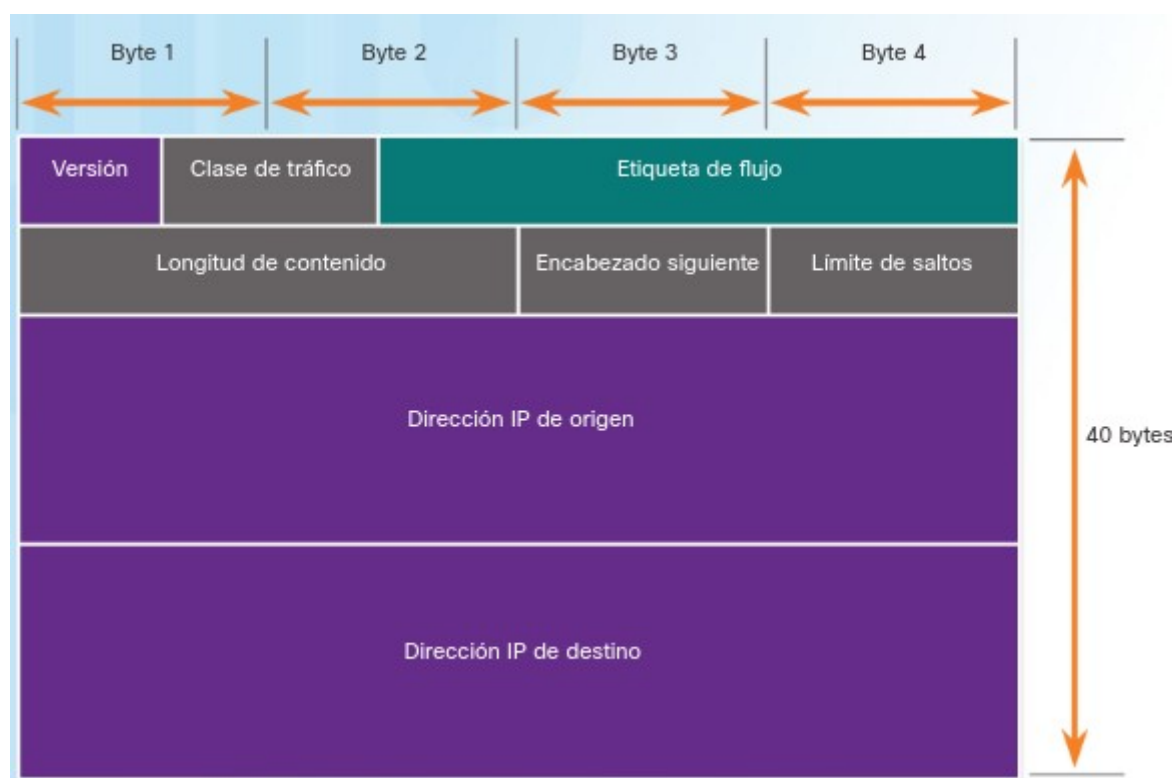 Byte 1 Byte 2 Byte 3 Byte 4
Versión Clase de tráfico Etiqueta de flujo
Longitud de contenido Encabezado siguiente Límite de saltos
Dirección IP de origen
40 bytes
Dirección IP de destino